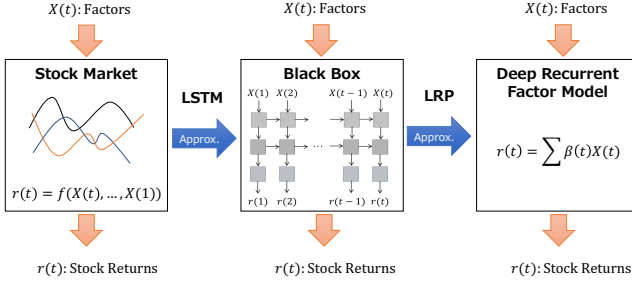 X(t): Factors
X(t): Factors
X(t): Factors
Stock Market
r(t) = f(X(t), … , X(1))
LSTM
Approx.
Black Box
X(1) X(2) X(t−1) X(t)
...
r(1) r(2) r(t−1) r(t)
LRP
Approx.
Deep Recurrent
Factor Model
r(t) = ∑ β(t)X(t)
r(t): Stock Returns
r(t): Stock Returns
r(t): Stock Returns